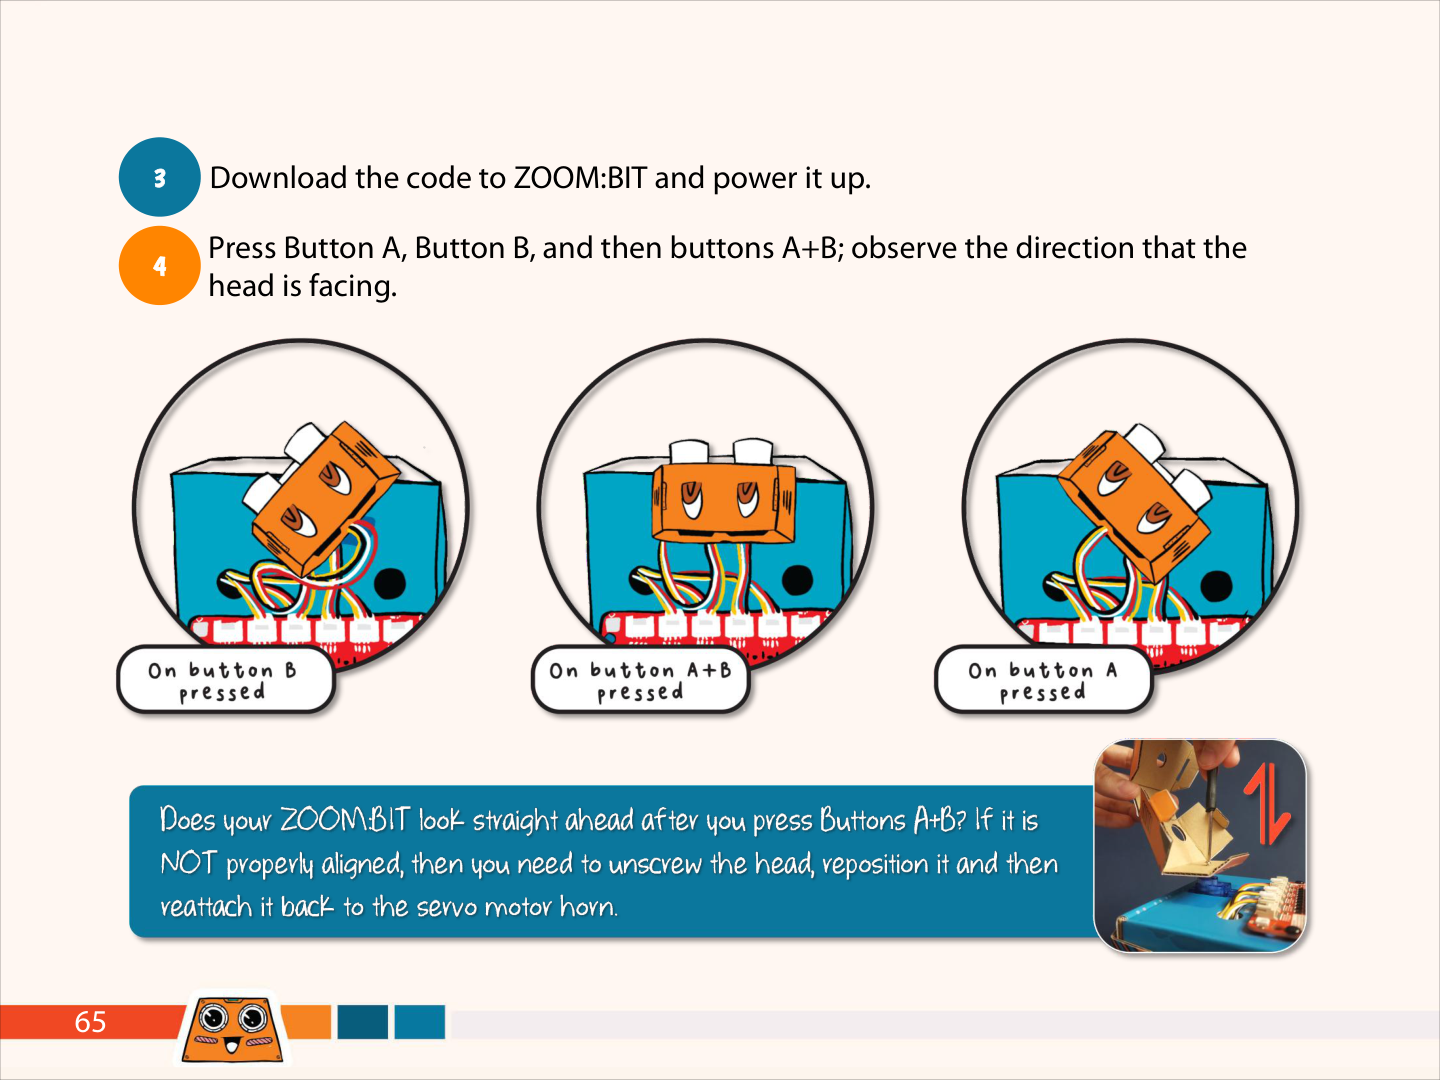 3
Download the code to ZOOM:BIT and power it up.
4
Press Button A, Button B, and then buttons A+B; observe the direction that the
head is facing.
On button B
pressed
On button A+B
pressed
On button A
pressed
Does your ZOOM:BIT look straight ahead after you press Buttons A+B? If it is
NOT properly aligned, then you need to unscrew the head, reposition it and then
reattach it back to the servo motor horn.
65